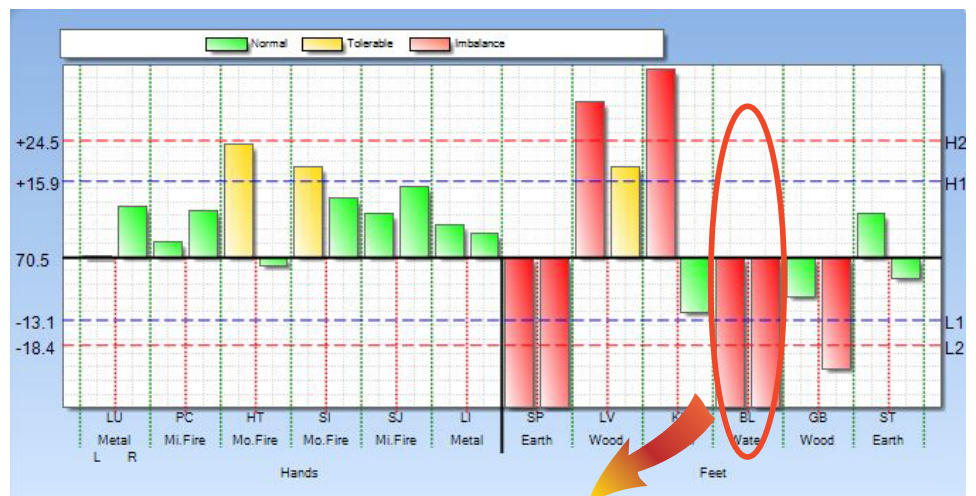 Normal Tolerable Imbalance
+24.5 H2
+15.9 H1
70.5
-13.1 L1
-18.4 L2
LU PC HT SI SJ LI SP LV BL GB ST
Metal Mi.Fire Mo.Fire Mo.Fire Mi.Fire Metal Earth Wood Water Wood Earth
L R
Hands Feet